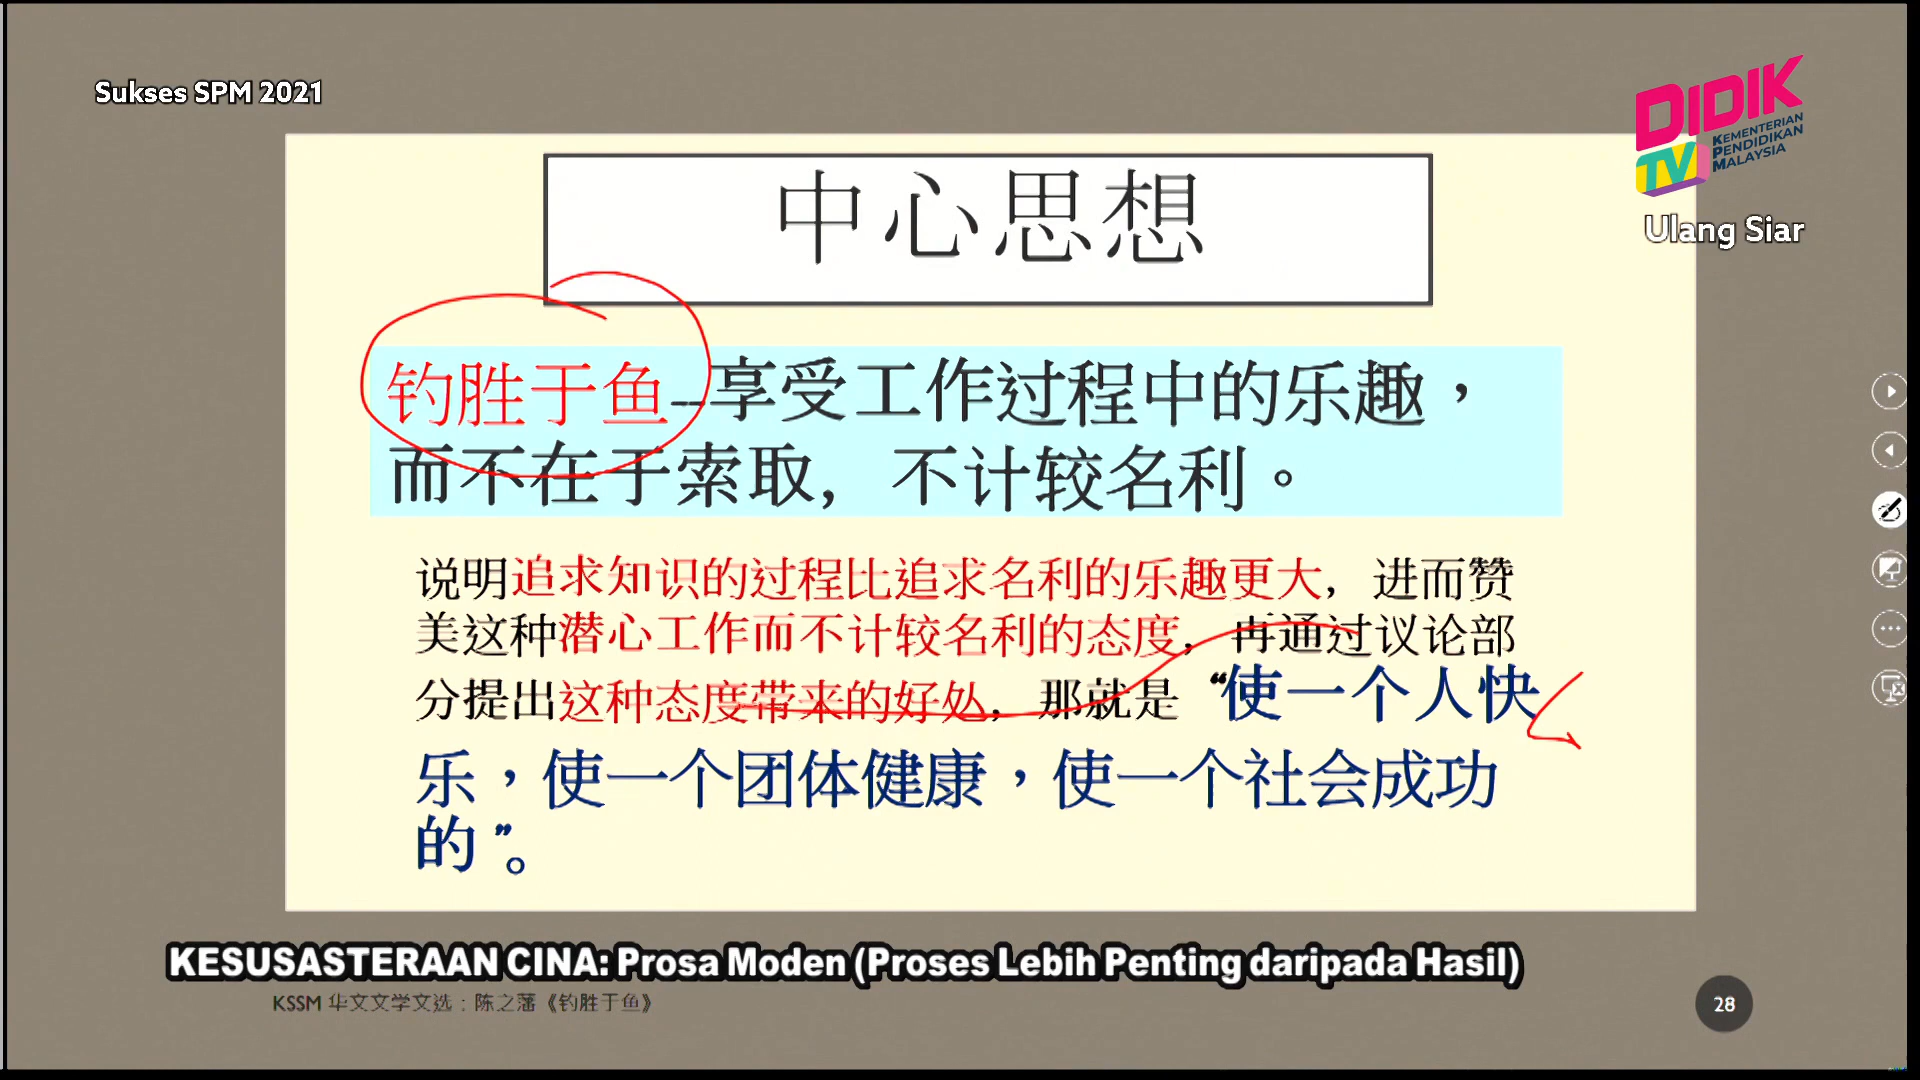 Sukses SPM 2021
DIDIK
TV
KEMENTERIAN
PENDIDIKAN
MALAYSIA
Ulang Siar
中心思想
钓胜于鱼--享受工作过程中的乐趣，
而不在于索取, 不计较名利。
说明追求知识的过程比追求名利的乐趣更大, 进而赞
美这种潜心工作而不计较名利的态度, 再通过议论部
分提出这种态度带来的好处, 那就是 “使一个人快
乐，使一个团体健康，使一个社会成功
的”。
KESUSASTERAAN CINA: Prosa Moden (Proses Lebih Penting daripada Hasil)
KSSM 华文文学文选：陈之藩《钓胜于鱼》
28